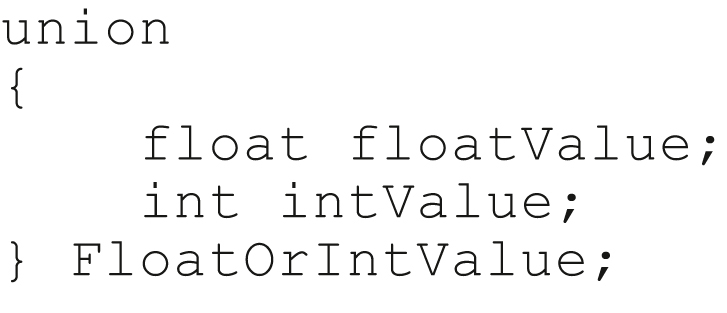 union
{
    float floatValue;
    int intValue;
} FloatOrIntValue;